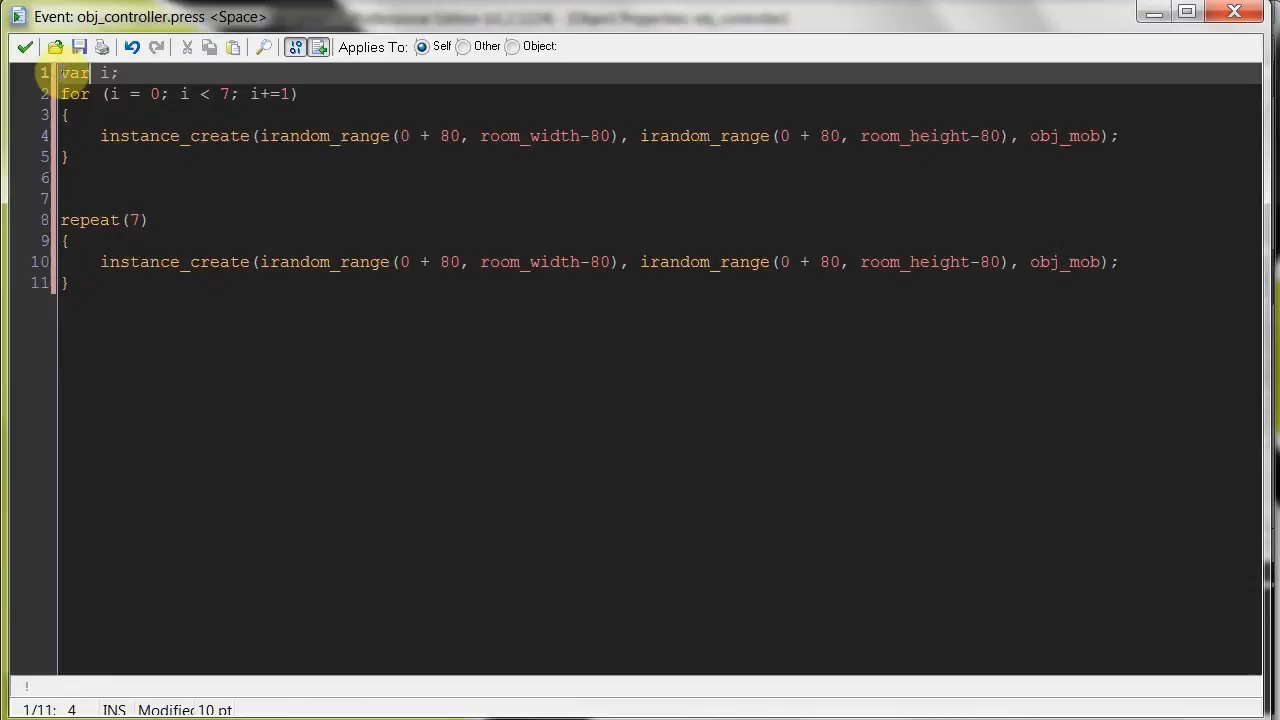 Event: obj_controller.press <Space>
Applies To: Self Other Object:
1 var i;
2 for (i = 0; i < 7; i+=1)
3 {
4 instance_create(irandom_range(0 + 80, room_width-80), irandom_range(0 + 80, room_height-80), obj_mob);
5 }
6
7
8 repeat(7)
9 {
10 instance_create(irandom_range(0 + 80, room_width-80), irandom_range(0 + 80, room_height-80), obj_mob);
11 }
!
1/11: 4 INS Modified 10 pt